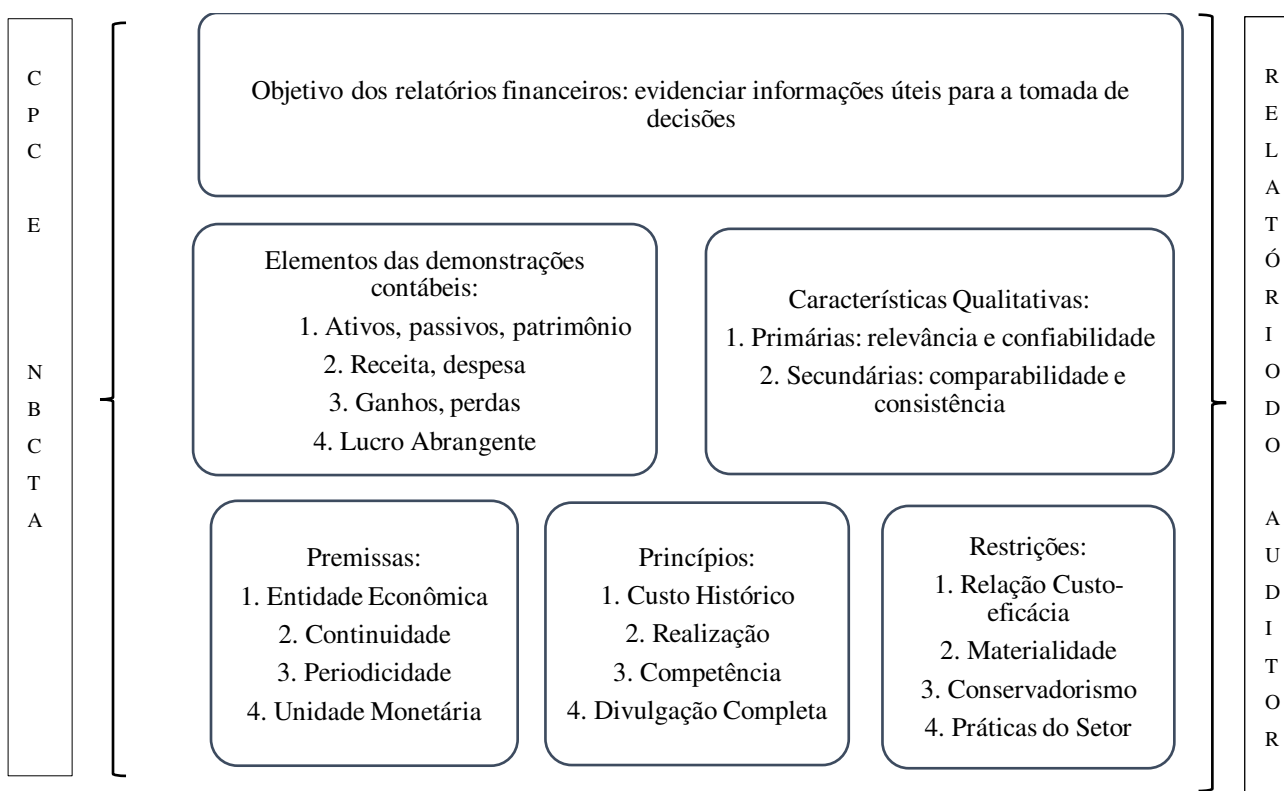 C
P
C
E
N
B
C
T
A
Objetivo dos relatórios financeiros: evidenciar informações úteis para a tomada de
decisões
Elementos das demonstrações
contábeis:
1. Ativos, passivos, patrimônio
2. Receita, despesa
3. Ganhos, perdas
4. Lucro Abrangente
Características Qualitativas:
1. Primárias: relevância e confiabilidade
2. Secundárias: comparabilidade e
consistência
Premissas:
1. Entidade Econômica
2. Continuidade
3. Periodicidade
4. Unidade Monetária
Princípios:
1. Custo Histórico
2. Realização
3. Competência
4. Divulgação Completa
Restrições:
1. Relação Custo-
eficácia
2. Materialidade
3. Conservadorismo
4. Práticas do Setor
R
E
L
A
T
Ó
R
I
O
D
O
A
U
D
I
T
O
R